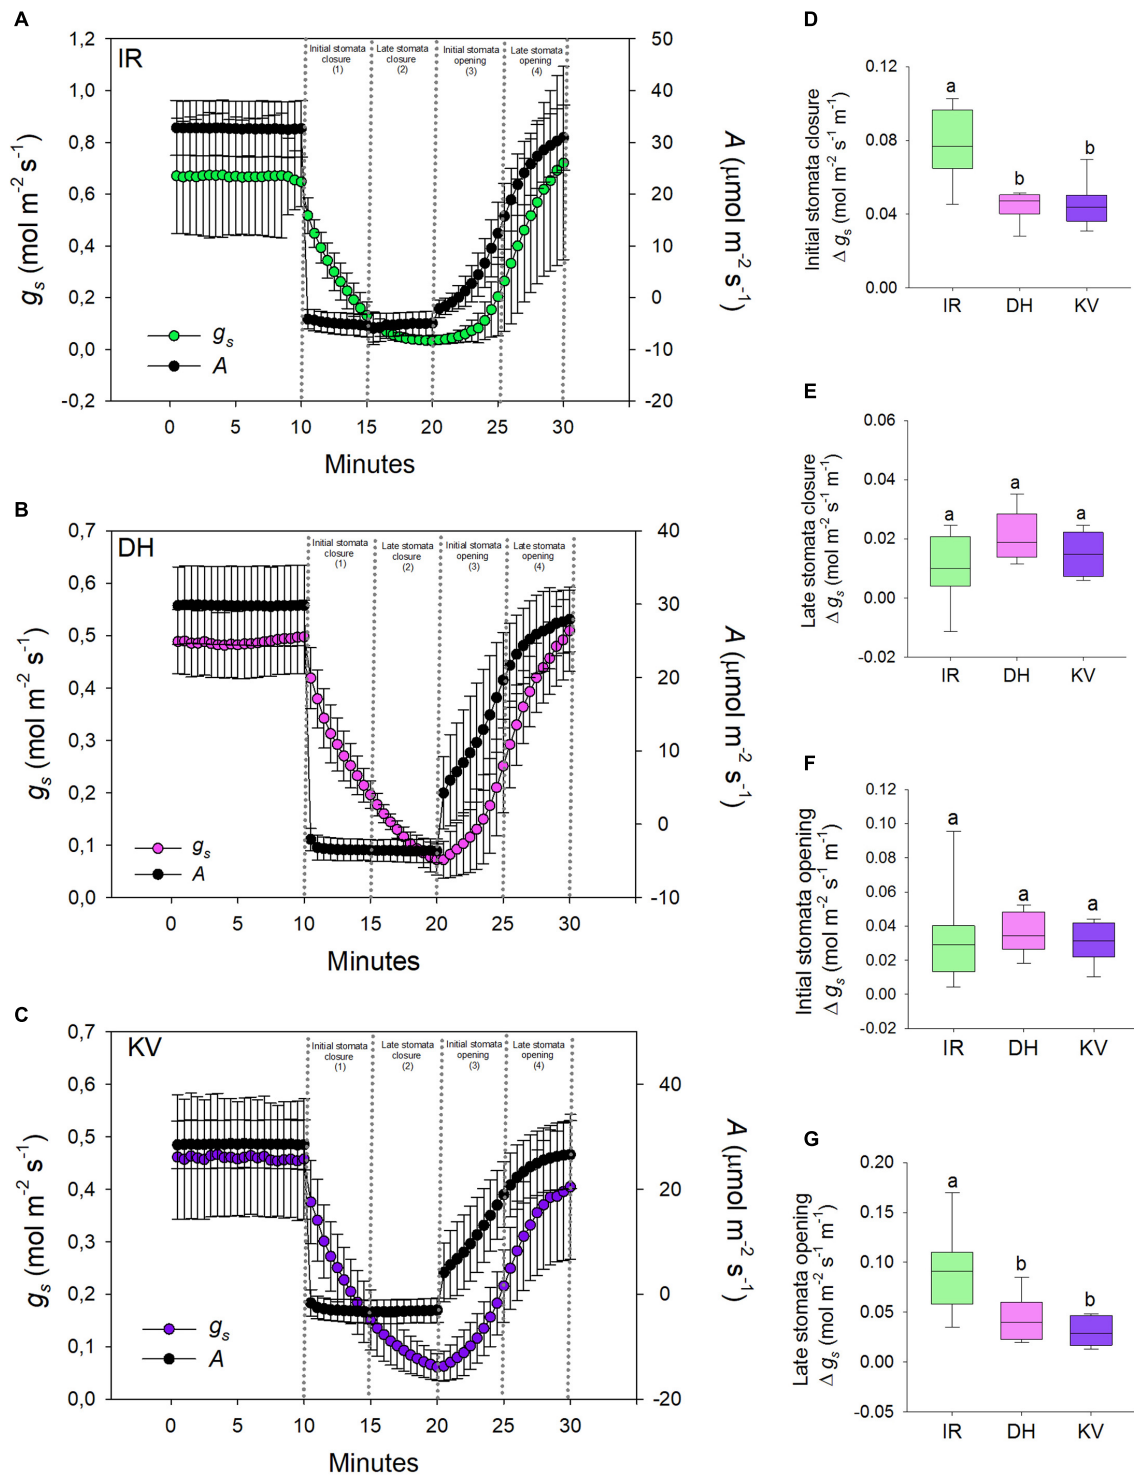 A
IR
1,2
1,0
0,8
0,6
0,4
0,2
0,0
-0,2
50
40
30
20
10
0
-10
-20
Initial stomata closure (1)
Late stomata closure (2)
Initial stomata opening (3)
Late stomata opening (4)
gs (mol m-2 s-1)
A (μmol m-2 s-1)
gs
A
0 5 10 15 20 25 30
Minutes
B
DH
0,7
0,6
0,5
0,4
0,3
0,2
0,1
0,0
40
30
20
10
0
-10
Initial stomata closure (1)
Late stomata closure (2)
Initial stomata opening (3)
Late stomata opening (4)
gs (mol m-2 s-1)
A (μmol m-2 s-1)
gs
A
0 5 10 15 20 25 30
Minutes
C
KV
0,7
0,6
0,5
0,4
0,3
0,2
0,1
0,0
40
20
0
-20
Initial stomata closure (1)
Late stomata closure (2)
Initial stomata opening (3)
Late stomata opening (4)
gs (mol m-2 s-1)
A (μmol m-2 s-1)
gs
A
0 5 10 15 20 25 30
Minutes
D
Initial stomata closure
Δ gs (mol m-2 s-1 m-1)
0.12
0.08
0.04
0.00
a
b
b
IR DH KV
E
Late stomata closure
Δ gs (mol m-2 s-1 m-1)
0.06
0.04
0.02
0.00
-0.02
a
a
a
IR DH KV
F
Intial stomata opening
Δ gs (mol m-2 s-1 m-1)
0.12
0.10
0.08
0.06
0.04
0.02
0.00
-0.02
a
a
a
IR DH KV
G
Late stomata opening
Δ gs (mol m-2 s-1 m-1)
0.20
0.15
0.10
0.05
0.00
-0.05
a
b
b
IR DH KV